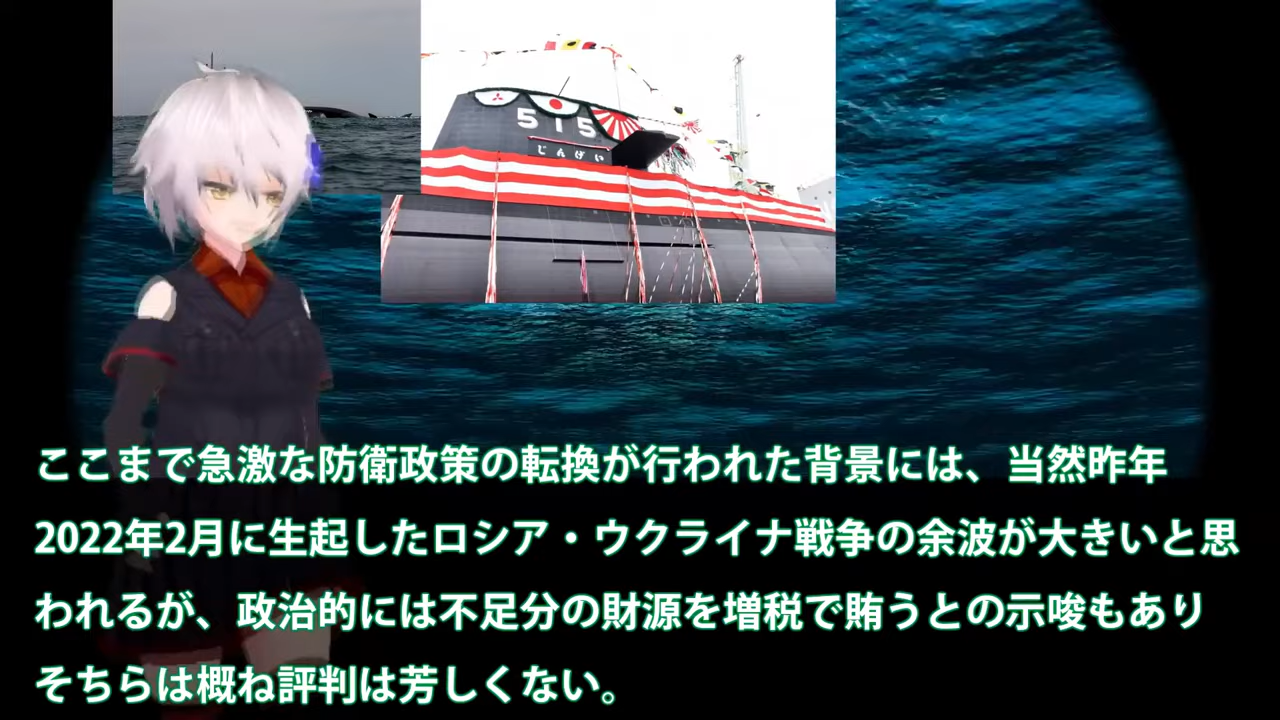 515
じんげい
ここまで急激な防衛政策の転換が行われた背景には、当然昨年
2022年2月に生起したロシア・ウクライナ戦争の余波が大きいと思
われるが、政治的には不足分の財源を増税で賄うとの示唆もあり
そちらは概ね評判は芳しくない。